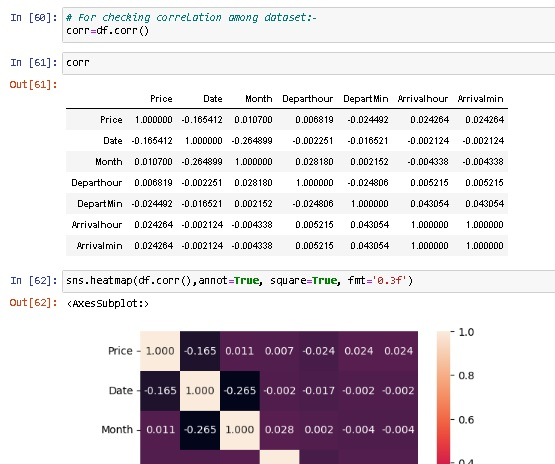 In [60]: # For checking correlation among dataset:-
corr=df.corr()
In [61]: corr
Out[61]:
Price Date Month Departhour DepartMin Arrivalhour Arrivalmin
Price 1.000000 -0.165412 0.010700 0.006819 -0.024492 0.024264 0.024264
Date -0.165412 1.000000 -0.264899 -0.002251 -0.016521 -0.002124 -0.002124
Month 0.010700 -0.264899 1.000000 0.028180 0.002152 -0.004338 -0.004338
Departhour 0.006819 -0.002251 0.028180 1.000000 -0.024806 0.005215 0.005215
DepartMin -0.024492 -0.016521 0.002152 -0.024806 1.000000 0.043054 0.043054
Arrivalhour 0.024264 -0.002124 -0.004338 0.005215 0.043054 1.000000 1.000000
Arrivalmin 0.024264 -0.002124 -0.004338 0.005215 0.043054 1.000000 1.000000
In [62]: sns.heatmap(df.corr(),annot=True, square=True, fmt='0.3f')
Out[62]: <AxesSubplot:>
Price 1.000 -0.165 0.011 0.007 -0.024 0.024 0.024
Date -0.165 1.000 -0.265 -0.002 -0.017 -0.002 -0.002
Month 0.011 -0.265 1.000 0.028 0.002 -0.004 -0.004
1.0
0.8
0.6
0.4